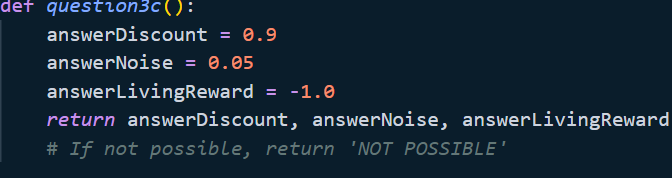 def question3c():
    answerDiscount = 0.9
    answerNoise = 0.05
    answerLivingReward = -1.0
    return answerDiscount, answerNoise, answerLivingReward
    # If not possible, return 'NOT POSSIBLE'